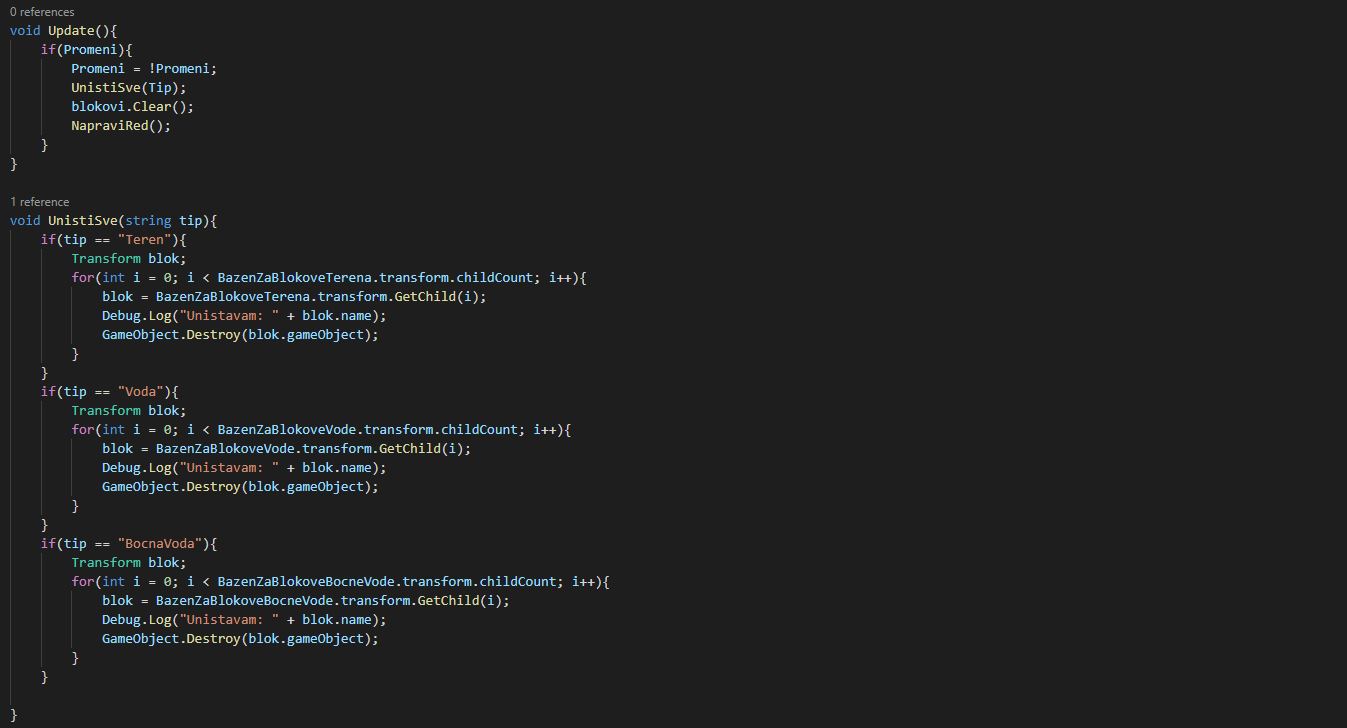 0 references
void Update(){
    if(Promeni){
        Promeni = !Promeni;
        UnistiSve(Tip);
        blokovi.Clear();
        NapraviRed();
    }
}
1 reference
void UnistiSve(string tip){
    if(tip == "Teren"){
        Transform blok;
        for(int i = 0; i < BazenZaBlokoveTerena.transform.childCount; i++){
            blok = BazenZaBlokoveTerena.transform.GetChild(i);
            Debug.Log("Unistavam: " + blok.name);
            GameObject.Destroy(blok.gameObject);
        }
    }
    if(tip == "Voda"){
        Transform blok;
        for(int i = 0; i < BazenZaBlokoveVode.transform.childCount; i++){
            blok = BazenZaBlokoveVode.transform.GetChild(i);
            Debug.Log("Unistavam: " + blok.name);
            GameObject.Destroy(blok.gameObject);
        }
    }
    if(tip == "BocnaVoda"){
        Transform blok;
        for(int i = 0; i < BazenZaBlokoveBocneVode.transform.childCount; i++){
            blok = BazenZaBlokoveBocneVode.transform.GetChild(i);
            Debug.Log("Unistavam: " + blok.name);
            GameObject.Destroy(blok.gameObject);
        }
    }
}